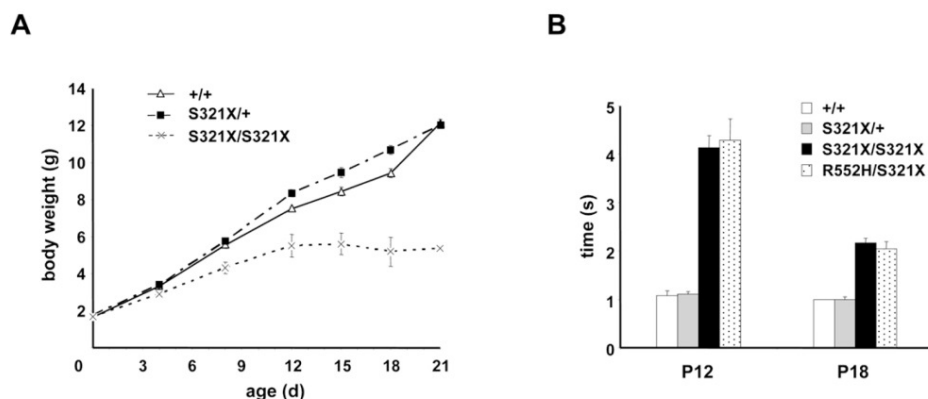 A
body weight (g)
14
12
10
8
6
4
2
+/+
S321X/+
S321X/S321X
0 3 6 9 12 15 18 21
age (d)
B
time (s)
5
4
3
2
1
0
+/+
S321X/+
S321X/S321X
R552H/S321X
P12 P18